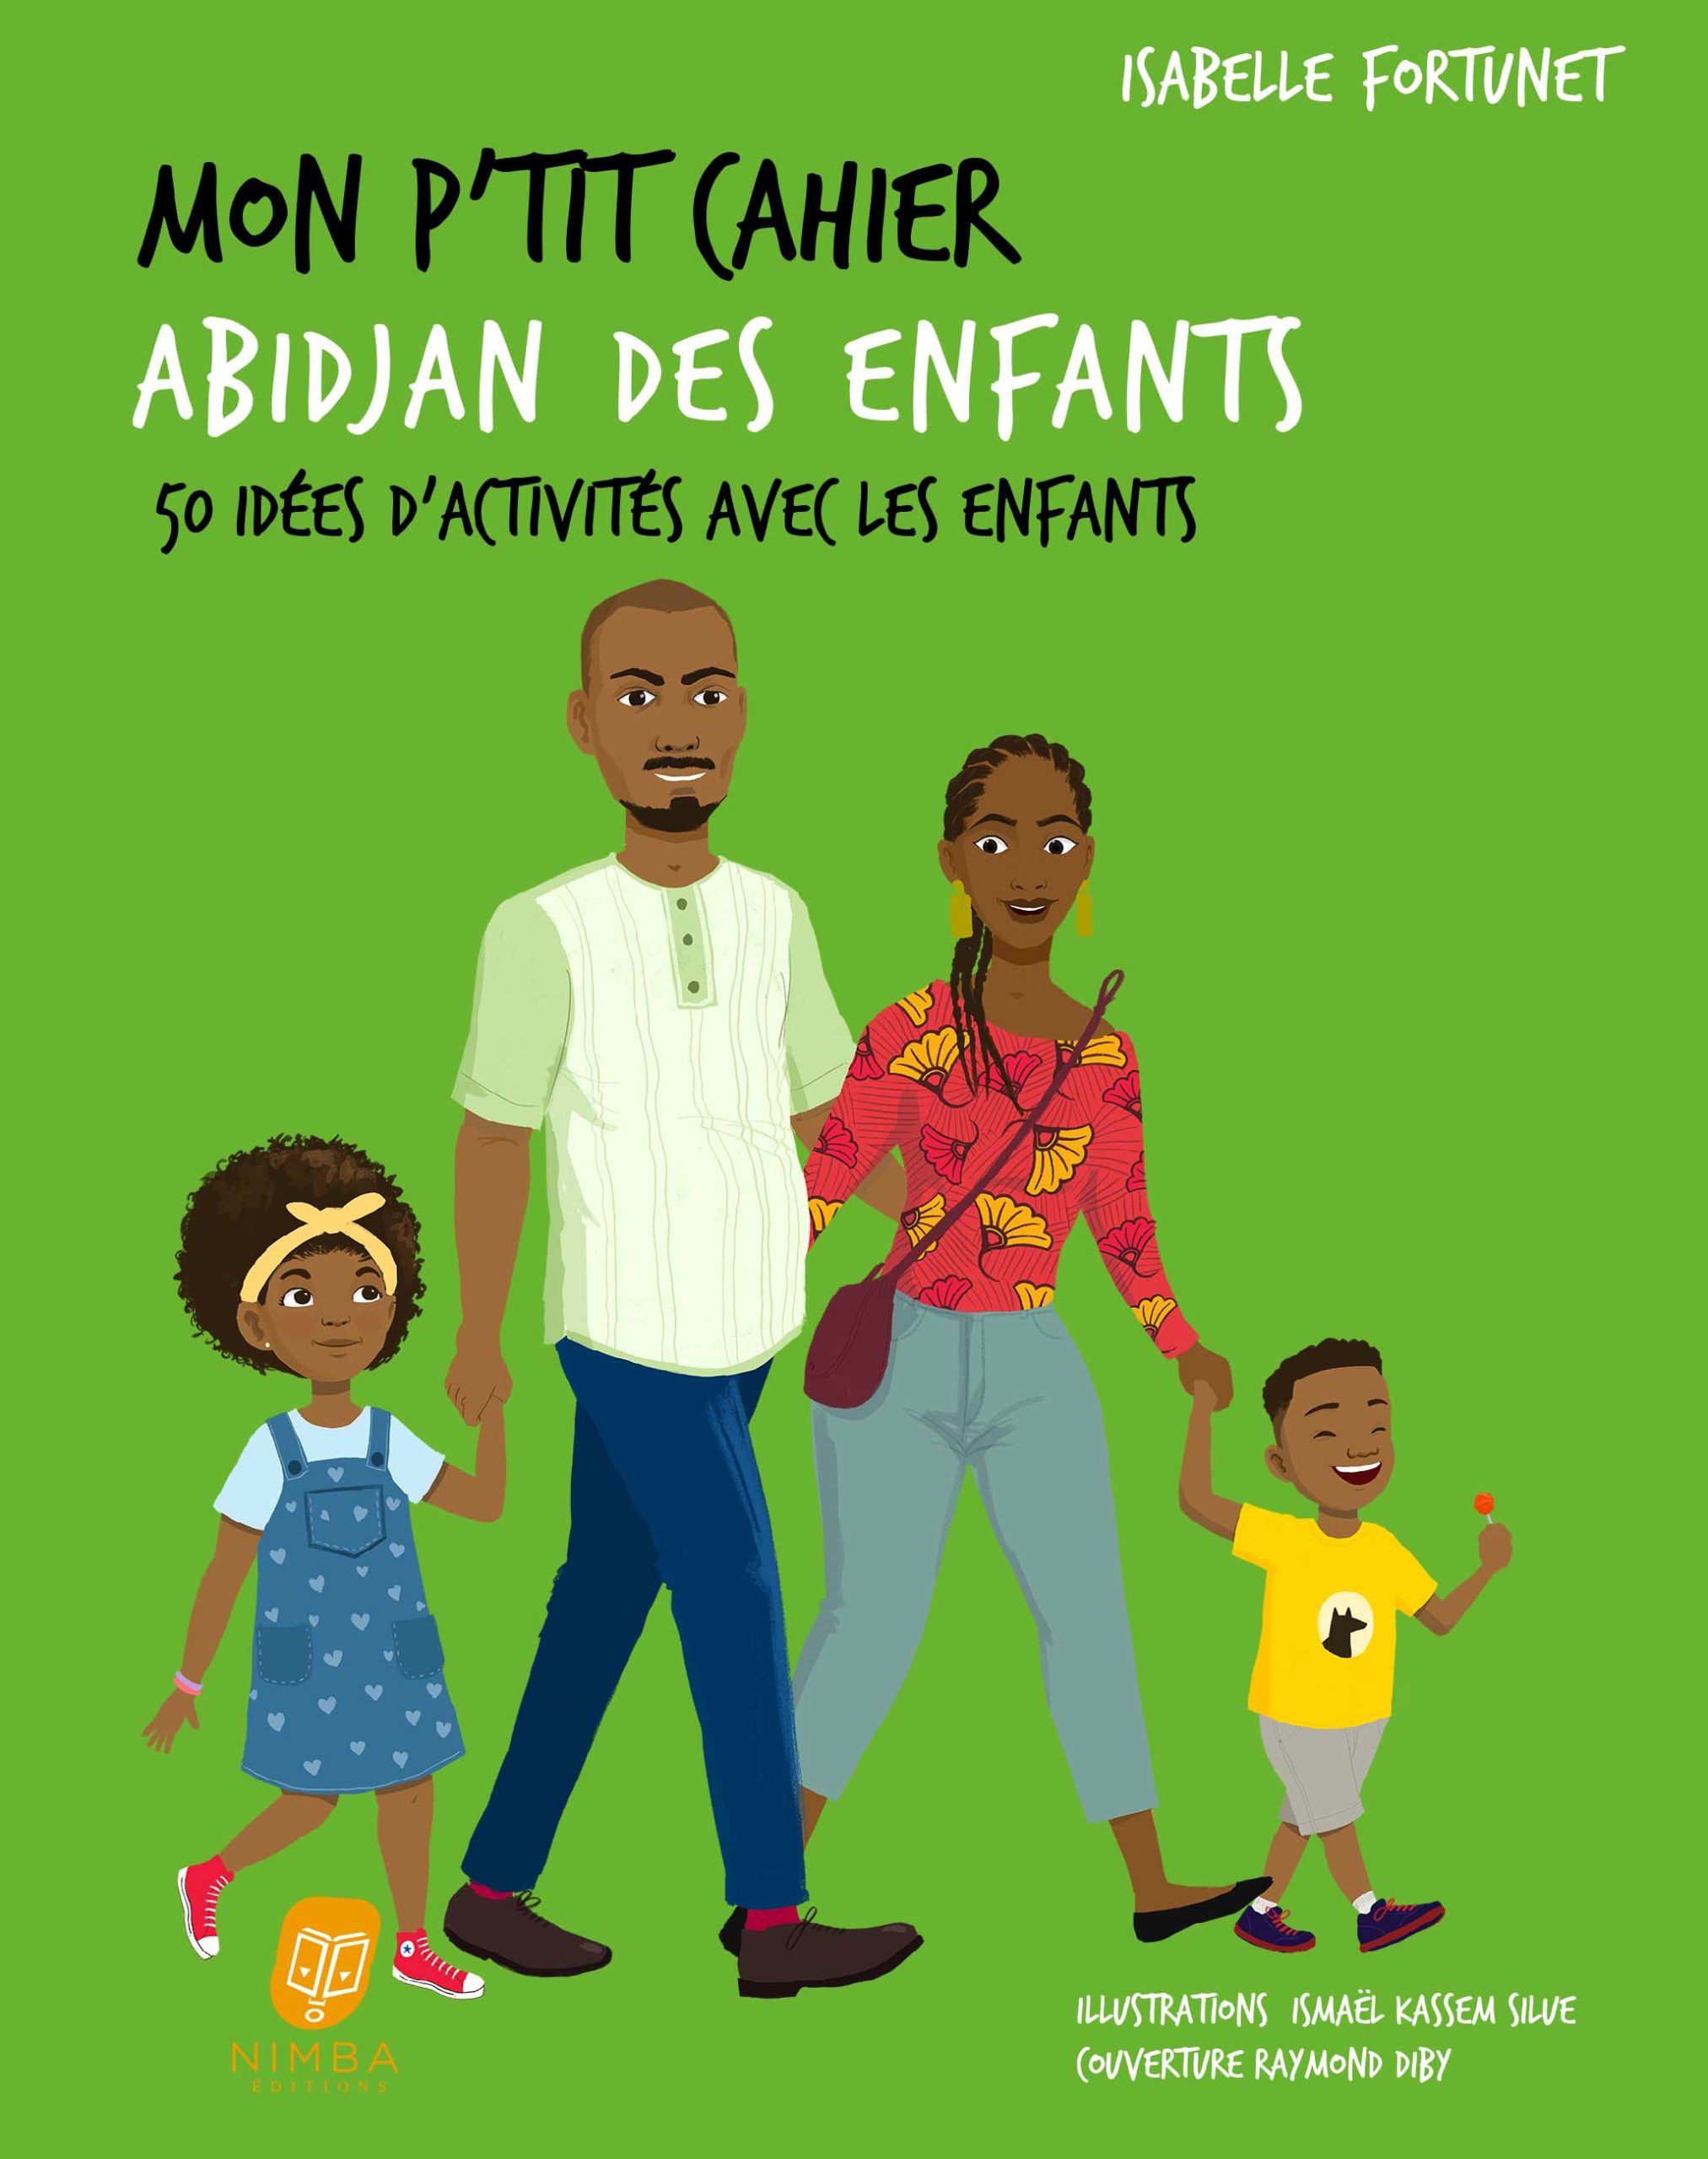 ISABELLE FORTUNET
MON P'TIT CAHIER
ABIDJAN DES ENFANTS
50 IDÉES D'ACTIVITÉS AVEC LES ENFANTS
ILLUSTRATIONS ISMAËL KASSEM SILUE
COUVERTURE RAYMOND DIBY
NIMBA
ÉDITIONS